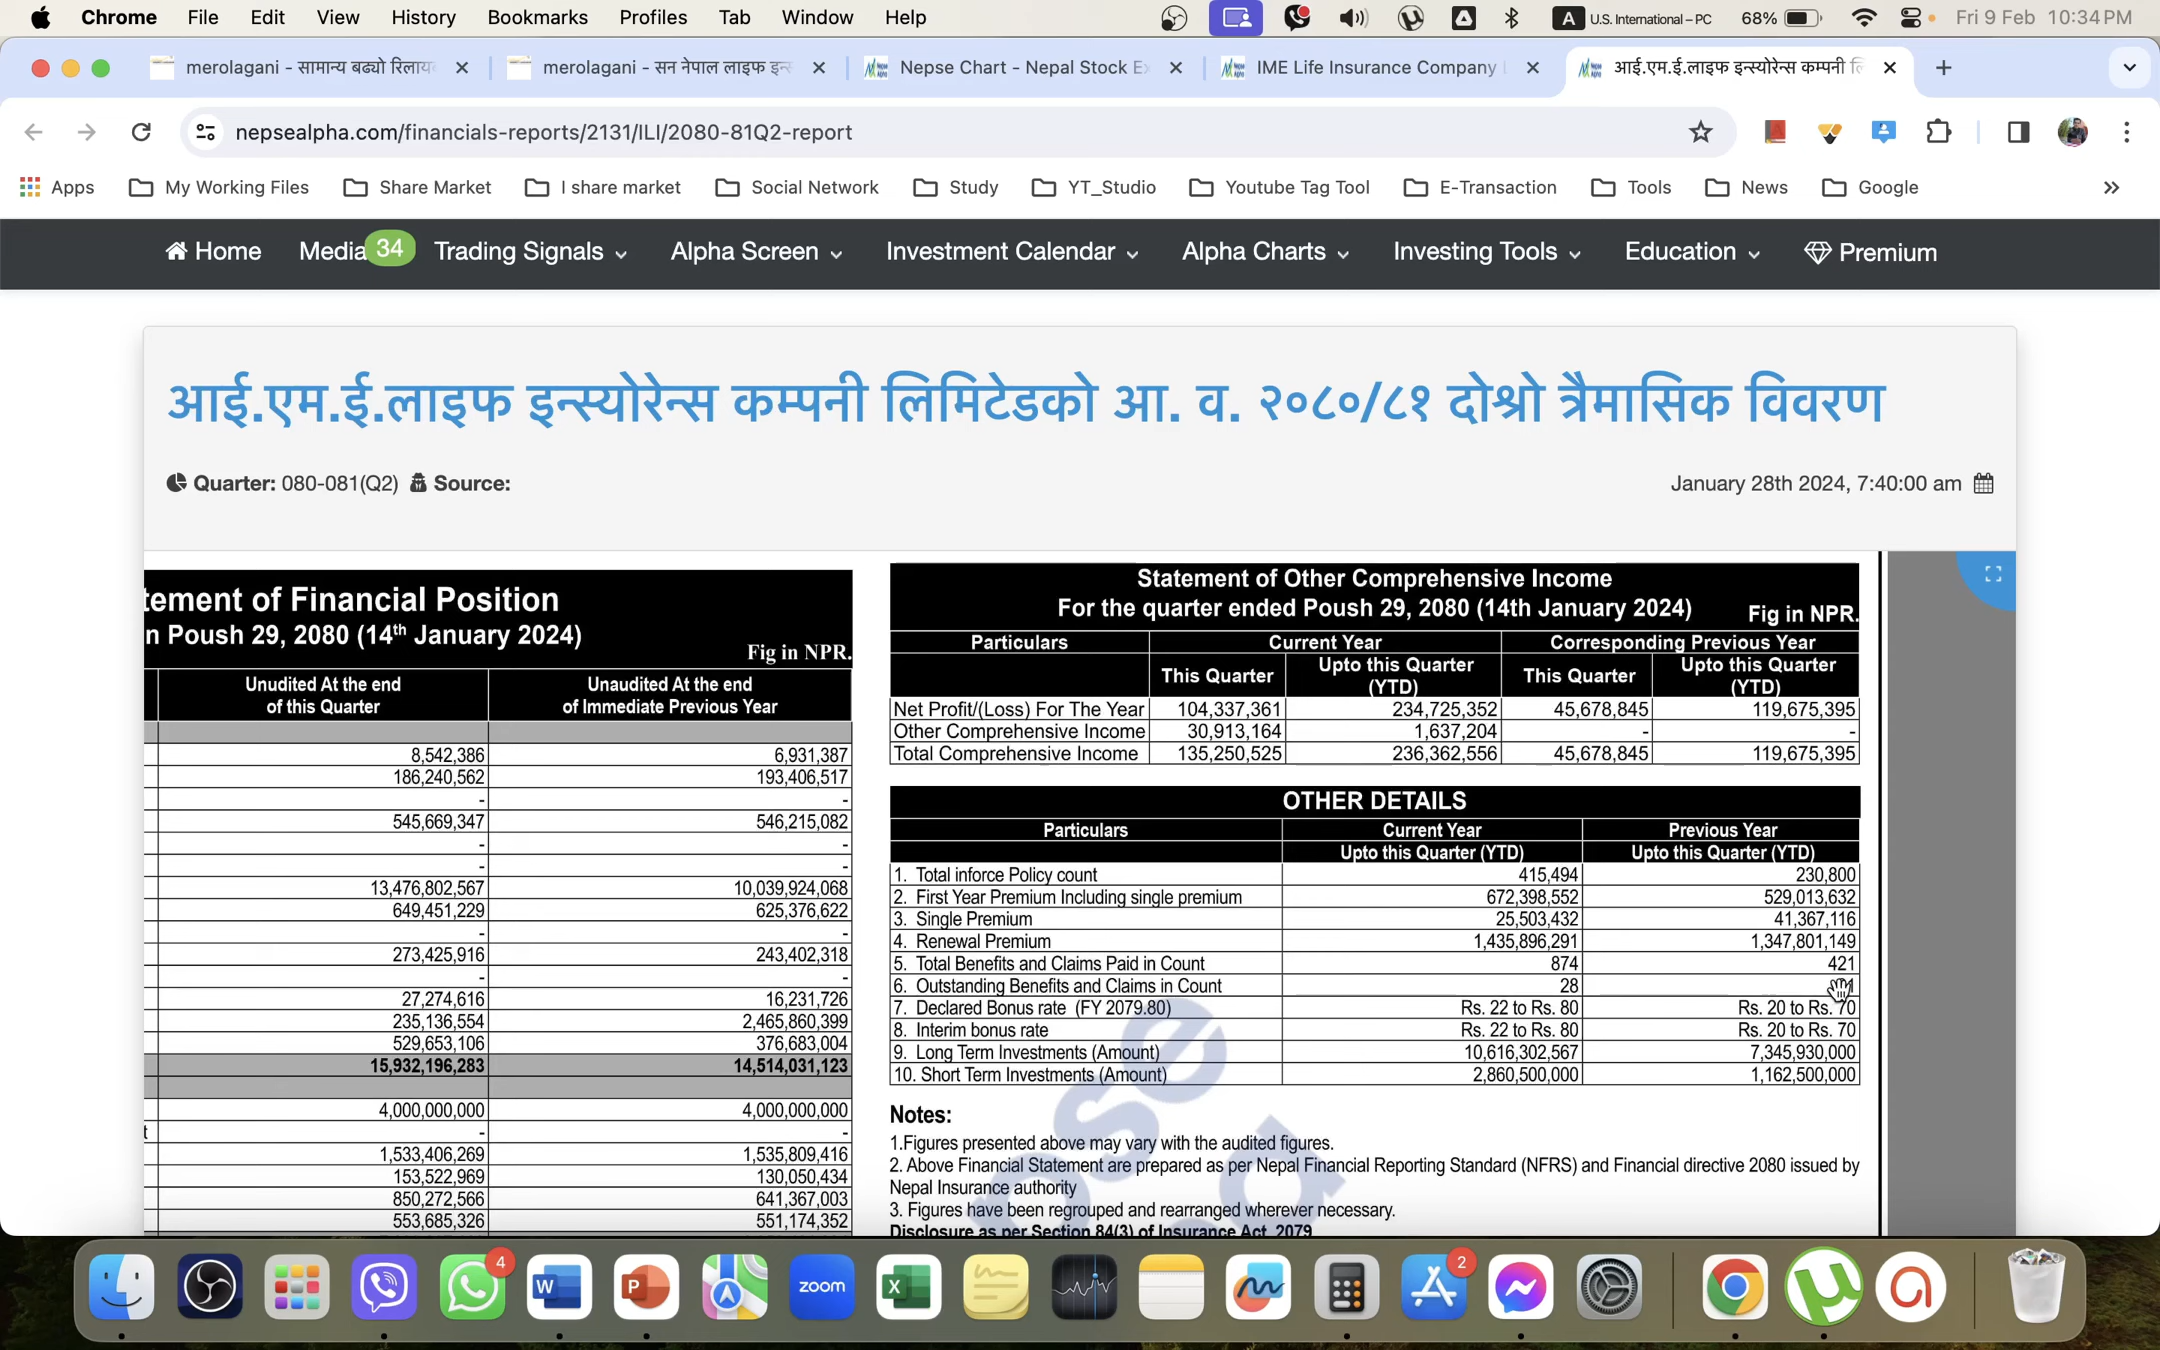 Chrome File Edit View History Bookmarks Profiles Tab Window Help
A U.S. International – PC 68% Fri 9 Feb 10:34 PM
merolagani - सामान्य बढ्यो
merolagani - सन नेपाल लाइफ
Nepse Chart - Nepal Stock
IME Life Insurance Company
आई.एम.ई.लाइफ इन्स्योरेन्स कम्पनी
nepsealpha.com/financials-reports/2131/ILI/2080-81Q2-report
Apps My Working Files Share Market I share market Social Network Study YT_Studio Youtube Tag Tool E-Transaction Tools News Google
Home Media 34 Trading Signals Alpha Screen Investment Calendar Alpha Charts Investing Tools Education Premium
आई.एम.ई.लाइफ इन्स्योरेन्स कम्पनी लिमिटेडको आ. व. २०८०/८१ दोश्रो त्रैमासिक विवरण
Quarter: 080-081(Q2) Source:
January 28th 2024, 7:40:00 am
tement of Financial Position
n Poush 29, 2080 (14th January 2024)
Fig in NPR.
Unudited At the end of this Quarter Unaudited At the end of Immediate Previous Year
8,542,386 6,931,387
186,240,562 193,406,517
- -
545,669,347 546,215,082
- -
- -
13,476,802,567 10,039,924,068
649,451,229 625,376,622
- -
273,425,916 243,402,318
- -
27,274,616 16,231,726
235,136,554 2,465,860,399
529,653,106 376,683,004
15,932,196,283 14,514,031,123
4,000,000,000 4,000,000,000
t - -
1,533,406,269 1,535,809,416
153,522,969 130,050,434
850,272,566 641,367,003
553,685,326 551,174,352
Statement of Other Comprehensive Income
For the quarter ended Poush 29, 2080 (14th January 2024) Fig in NPR.
Particulars Current Year Corresponding Previous Year
This Quarter Upto this Quarter (YTD) This Quarter Upto this Quarter (YTD)
Net Profit/(Loss) For The Year 104,337,361 234,725,352 45,678,845 119,675,395
Other Comprehensive Income 30,913,164 1,637,204 - -
Total Comprehensive Income 135,250,525 236,362,556 45,678,845 119,675,395
OTHER DETAILS
Particulars Current Year Previous Year
Upto this Quarter (YTD) Upto this Quarter (YTD)
1. Total inforce Policy count 415,494 230,800
2. First Year Premium Including single premium 672,398,552 529,013,632
3. Single Premium 25,503,432 41,367,116
4. Renewal Premium 1,435,896,291 1,347,801,149
5. Total Benefits and Claims Paid in Count 874 421
6. Outstanding Benefits and Claims in Count 28
7. Declared Bonus rate (FY 2079.80) Rs. 22 to Rs. 80 Rs. 20 to Rs. 70
8. Interim bonus rate Rs. 22 to Rs. 80 Rs. 20 to Rs. 70
9. Long Term Investments (Amount) 10,616,302,567 7,345,930,000
10. Short Term Investments (Amount) 2,860,500,000 1,162,500,000
Notes:
1.Figures presented above may vary with the audited figures.
2. Above Financial Statement are prepared as per Nepal Financial Reporting Standard (NFRS) and Financial directive 2080 issued by
Nepal Insurance authority
3. Figures have been regrouped and rearranged wherever necessary.
Disclosure as per Section 84(3) of Insurance Act, 2079
4 W P zoom X 2